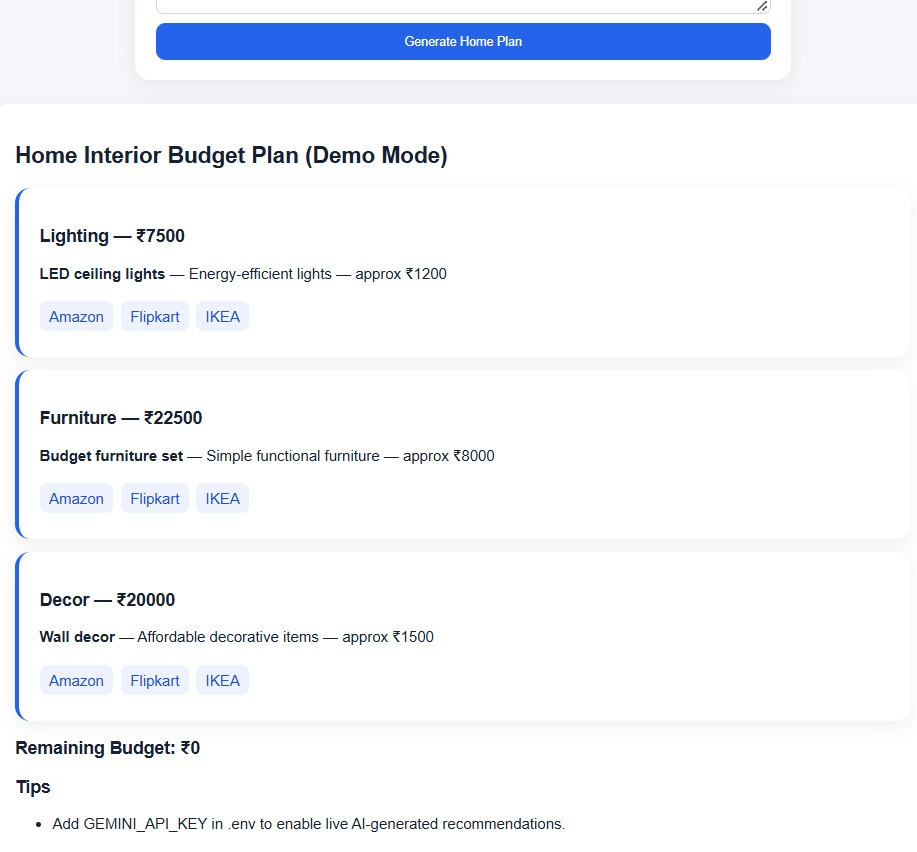 Generate Home Plan
Home Interior Budget Plan (Demo Mode)
Lighting — ₹7500
LED ceiling lights — Energy-efficient lights — approx ₹1200
Amazon Flipkart IKEA
Furniture — ₹22500
Budget furniture set — Simple functional furniture — approx ₹8000
Amazon Flipkart IKEA
Decor — ₹20000
Wall decor — Affordable decorative items — approx ₹1500
Amazon Flipkart IKEA
Remaining Budget: ₹0
Tips
• Add GEMINI_API_KEY in .env to enable live AI-generated recommendations.